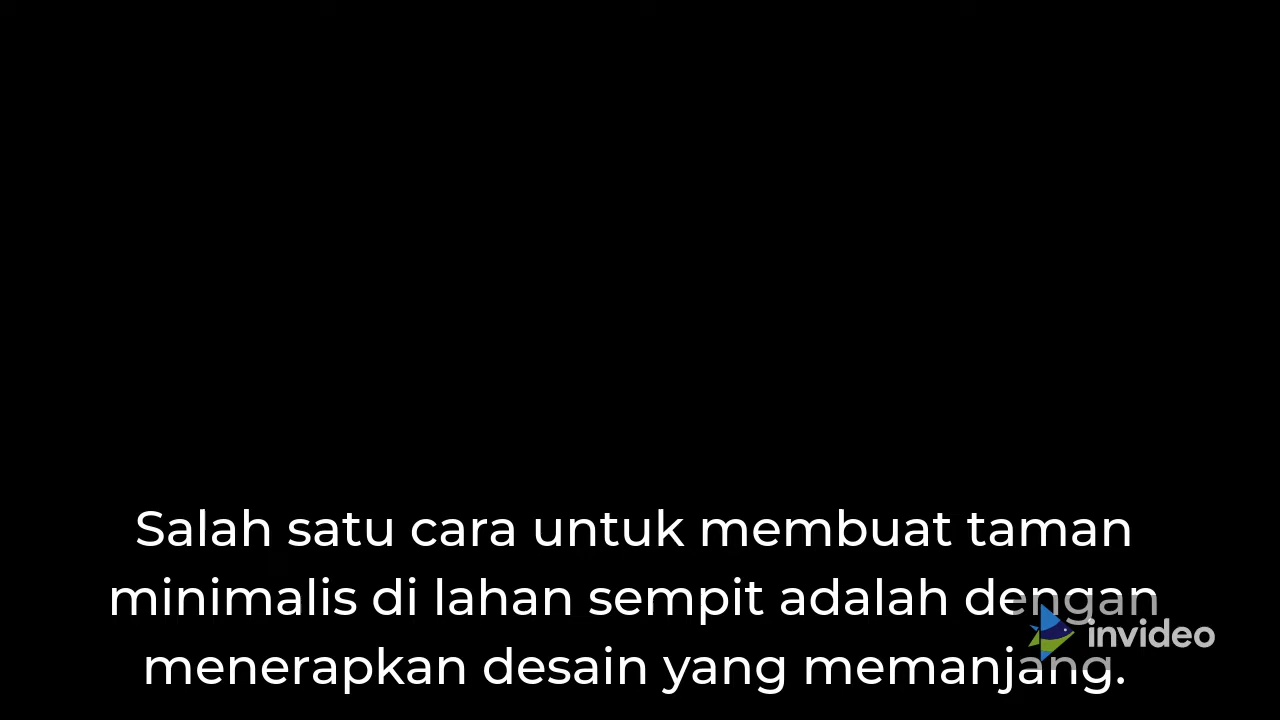 Salah satu cara untuk membuat taman
minimalis di lahan sempit adalah dengan
invideo
menerapkan desain yang memanjang.